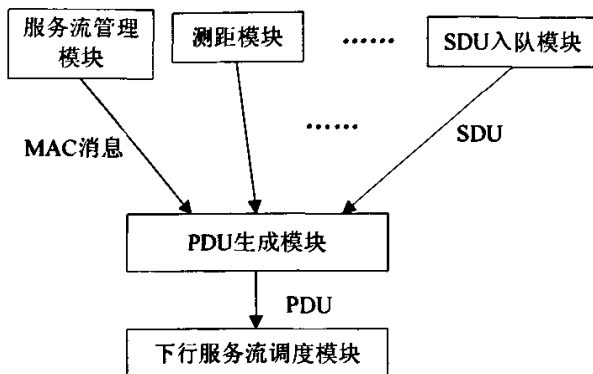 服务流管理
模块
测距模块
……
SDU入队模块
……
MAC消息
SDU
PDU生成模块
PDU
下行服务流调度模块